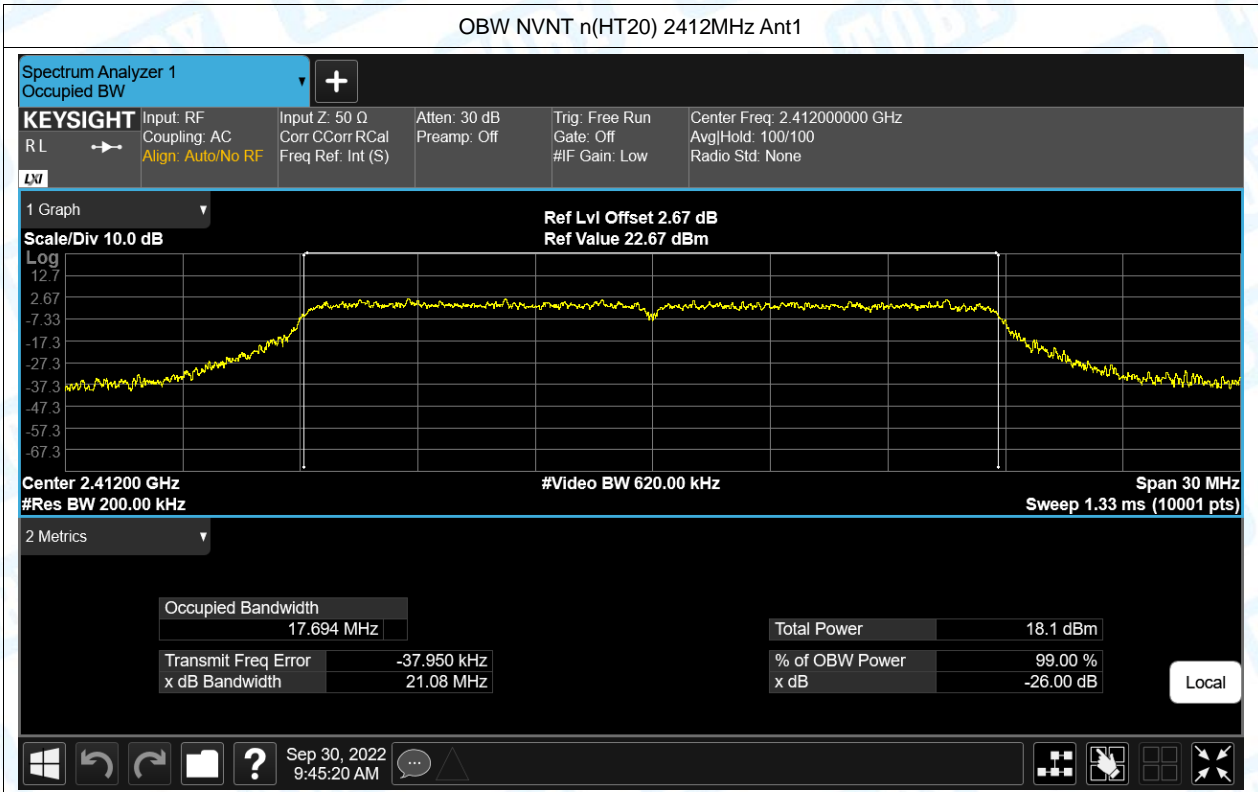 OBW NVNT n(HT20) 2412MHz Ant1
Spectrum Analyzer 1
Occupied BW
KEYSIGHT
R L
LXI
Input: RF
Coupling: AC
Align: Auto/No RF
Input Z: 50 Ω
Corr CCorr RCal
Freq Ref: Int (S)
Atten: 30 dB
Preamp: Off
Trig: Free Run
Gate: Off
#IF Gain: Low
Center Freq: 2.412000000 GHz
Avg|Hold: 100/100
Radio Std: None
1 Graph
Scale/Div 10.0 dB
Ref Lvl Offset 2.67 dB
Ref Value 22.67 dBm
Log
12.7
2.67
-7.33
-17.3
-27.3
-37.3
-47.3
-57.3
-67.3
Center 2.41200 GHz
#Res BW 200.00 kHz
#Video BW 620.00 kHz
Span 30 MHz
Sweep 1.33 ms (10001 pts)
2 Metrics
Occupied Bandwidth
17.694 MHz
Transmit Freq Error -37.950 kHz
x dB Bandwidth 21.08 MHz
Total Power 18.1 dBm
% of OBW Power 99.00 %
x dB -26.00 dB
Local
?
Sep 30, 2022
9:45:20 AM